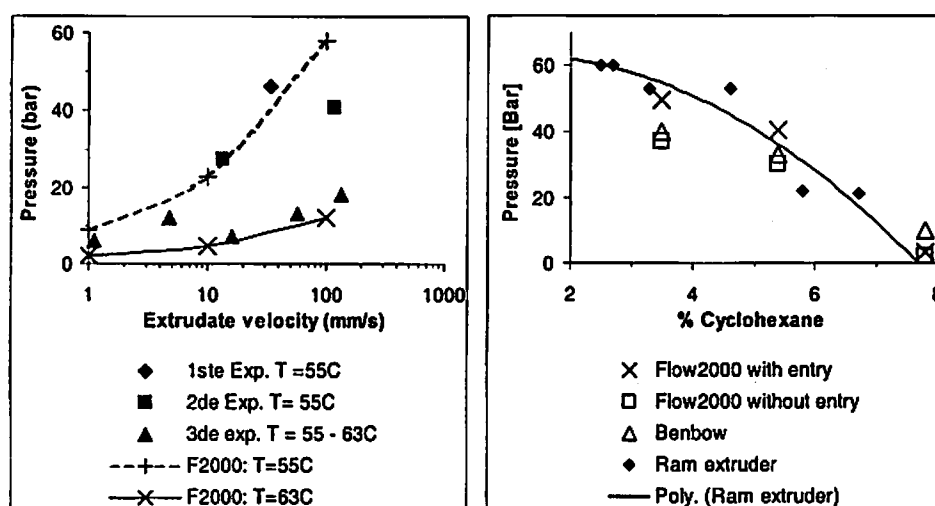 60
40
20
0
Pressure (bar)
1
10
100
1000
Extrudate velocity (mm/s)
1ste Exp. T =55C
2de Exp. T= 55C
3de exp. T = 55 - 63C
F2000: T=55C
F2000: T=63C
60
40
20
0
Pressure [Bar]
2
4
6
8
% Cyclohexane
Flow2000 with entry
Flow2000 without entry
Benbow
Ram extruder
Poly. (Ram extruder)